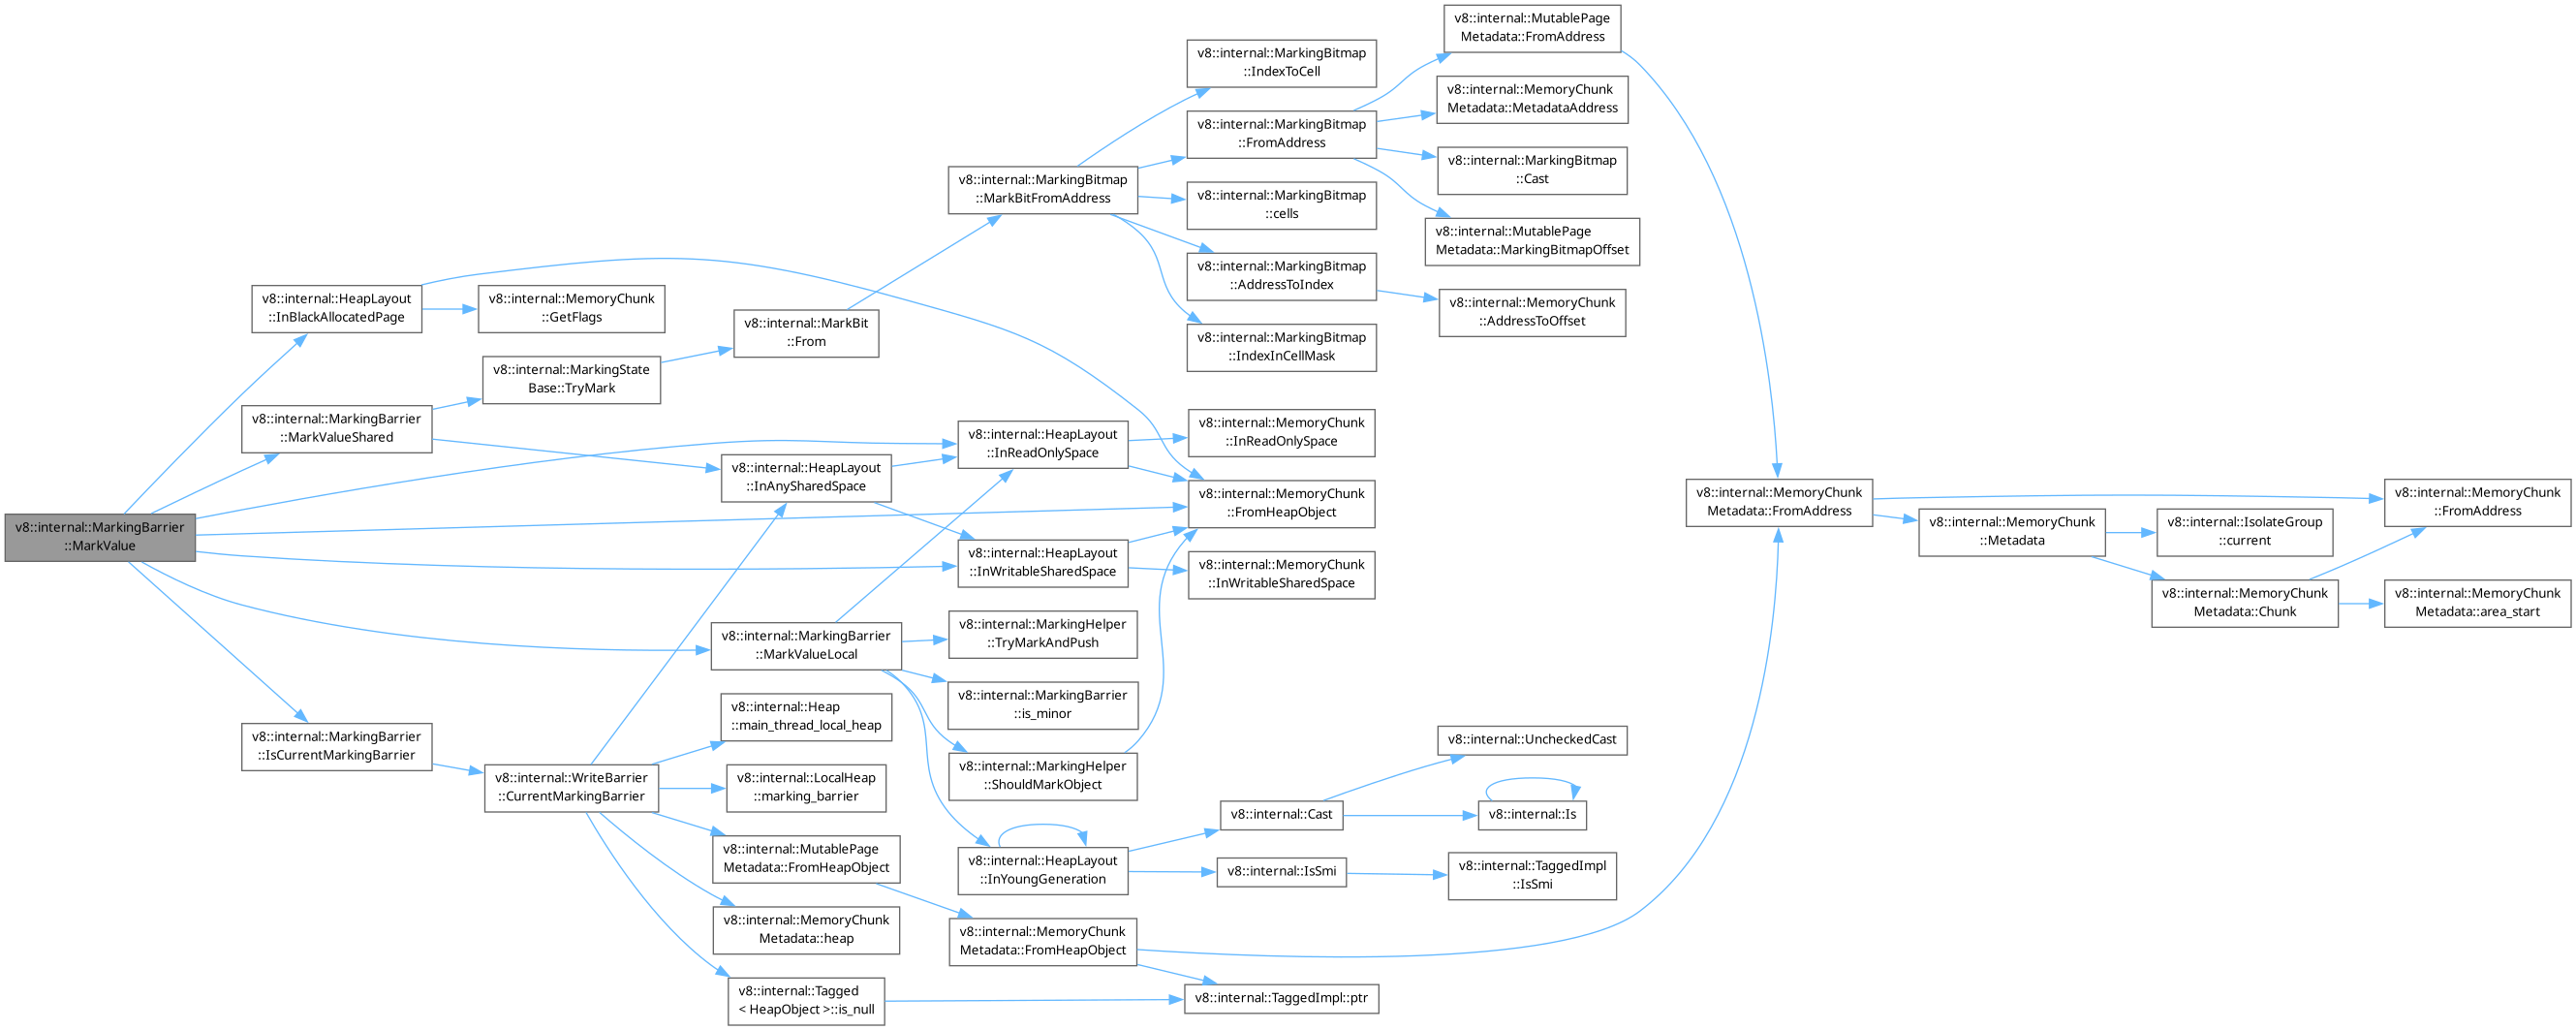 v8::internal::MarkingBarrier
::MarkValue
v8::internal::HeapLayout
::InBlackAllocatedPage
v8::internal::MarkingBarrier
::MarkValueShared
v8::internal::MarkingBarrier
::IsCurrentMarkingBarrier
v8::internal::MemoryChunk
::GetFlags
v8::internal::MarkingState
Base::TryMark
v8::internal::WriteBarrier
::CurrentMarkingBarrier
v8::internal::MarkBit
::From
v8::internal::HeapLayout
::InAnySharedSpace
v8::internal::MarkingBarrier
::MarkValueLocal
v8::internal::Heap
::main_thread_local_heap
v8::internal::LocalHeap
::marking_barrier
v8::internal::MutablePage
Metadata::FromHeapObject
v8::internal::MemoryChunk
Metadata::heap
v8::internal::Tagged
< HeapObject >::is_null
v8::internal::MarkingBitmap
::MarkBitFromAddress
v8::internal::HeapLayout
::InReadOnlySpace
v8::internal::HeapLayout
::InWritableSharedSpace
v8::internal::MarkingHelper
::TryMarkAndPush
v8::internal::MarkingBarrier
::is_minor
v8::internal::MarkingHelper
::ShouldMarkObject
v8::internal::HeapLayout
::InYoungGeneration
v8::internal::MemoryChunk
Metadata::FromHeapObject
v8::internal::MarkingBitmap
::IndexToCell
v8::internal::MarkingBitmap
::FromAddress
v8::internal::MarkingBitmap
::cells
v8::internal::MarkingBitmap
::AddressToIndex
v8::internal::MarkingBitmap
::IndexInCellMask
v8::internal::MemoryChunk
::InReadOnlySpace
v8::internal::MemoryChunk
::FromHeapObject
v8::internal::MemoryChunk
::InWritableSharedSpace
v8::internal::Cast
v8::internal::IsSmi
v8::internal::TaggedImpl::ptr
v8::internal::MutablePage
Metadata::FromAddress
v8::internal::MemoryChunk
Metadata::MetadataAddress
v8::internal::MarkingBitmap
::Cast
v8::internal::MutablePage
Metadata::MarkingBitmapOffset
v8::internal::MemoryChunk
::AddressToOffset
v8::internal::UncheckedCast
v8::internal::Is
v8::internal::TaggedImpl
::IsSmi
v8::internal::MemoryChunk
Metadata::FromAddress
v8::internal::MemoryChunk
::Metadata
v8::internal::IsolateGroup
::current
v8::internal::MemoryChunk
Metadata::Chunk
v8::internal::MemoryChunk
::FromAddress
v8::internal::MemoryChunk
Metadata::area_start